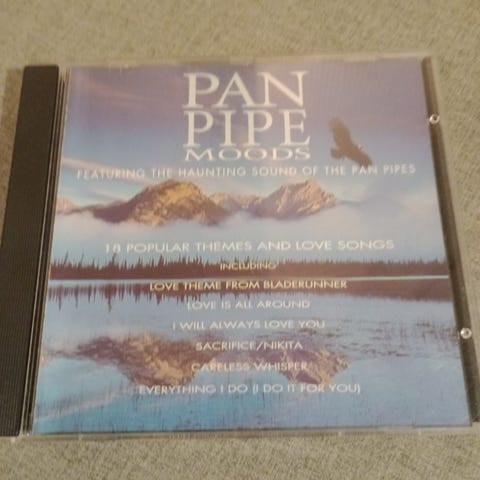 PAN
PIPE
MOODS
FEATURING THE HAUNTING SOUND OF THE PAN PIPES
18 POPULAR THEMES AND LOVE SONGS
INCLUDING
LOVE THEME FROM BLADERUNNER
LOVE IS ALL AROUND
I WILL ALWAYS LOVE YOU
SACRIFICE/NIKITA
CARELESS WHISPER
EVERYTHING I DO (I DO IT FOR YOU)